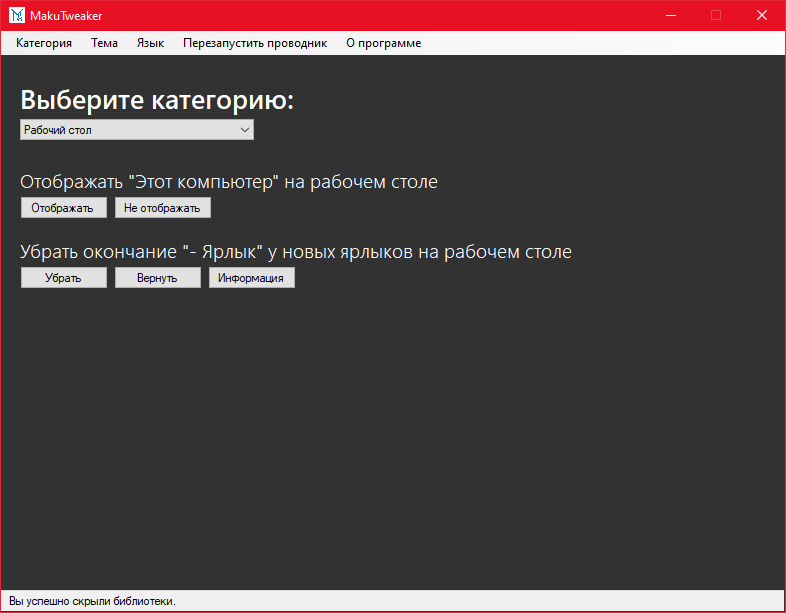 MakuTweaker
Категория Тема Язык Перезапустить проводник О программе
Выберите категорию:
Рабочий стол
Отображать "Этот компьютер" на рабочем столе
Отображать Не отображать
Убрать окончание "- Ярлык" у новых ярлыков на рабочем столе
Убрать Вернуть Информация
Вы успешно скрыли библиотеки.